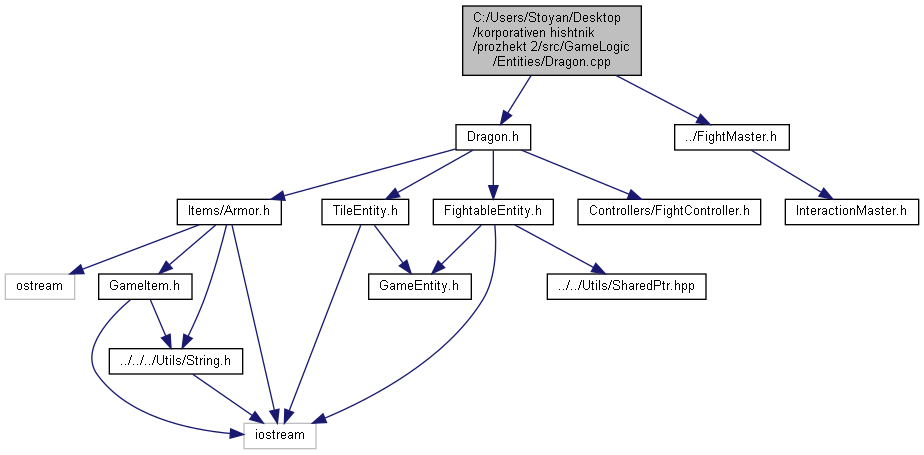 C:/Users/Stoyan/Desktop
/korporativen hishtnik
/prozhekt 2/src/GameLogic
/Entities/Dragon.cpp
Dragon.h
../FightMaster.h
Items/Armor.h
TileEntity.h
FightableEntity.h
Controllers/FightController.h
InteractionMaster.h
ostream
GameItem.h
GameEntity.h
../../Utils/SharedPtr.hpp
../../../Utils/String.h
iostream